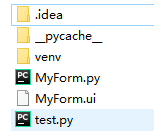 .idea
__pycache__
venv
MyForm.py
MyForm.ui
test.py